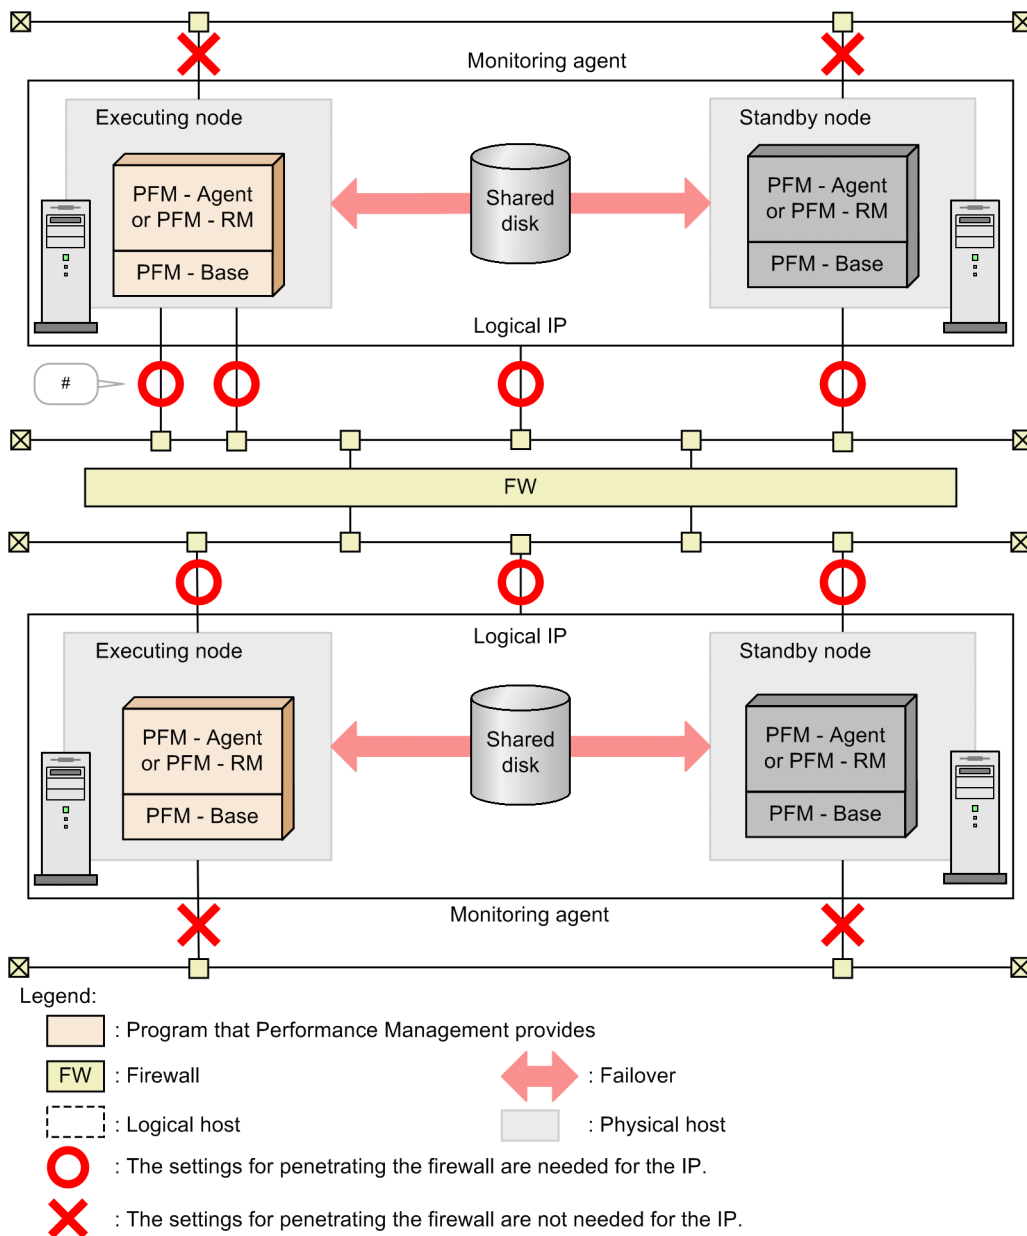 Monitoring agent
Executing node
Standby node
PFM - Agent
or PFM - RM
PFM - Base
Shared
disk
PFM - Agent
or PFM - RM
PFM - Base
Logical IP
#
FW
Logical IP
Executing node
Standby node
PFM - Agent
or PFM - RM
PFM - Base
Shared
disk
PFM - Agent
or PFM - RM
PFM - Base
Monitoring agent
Legend:
: Program that Performance Management provides
FW : Firewall
: Failover
: Logical host
: Physical host
: The settings for penetrating the firewall are needed for the IP.
: The settings for penetrating the firewall are not needed for the IP.